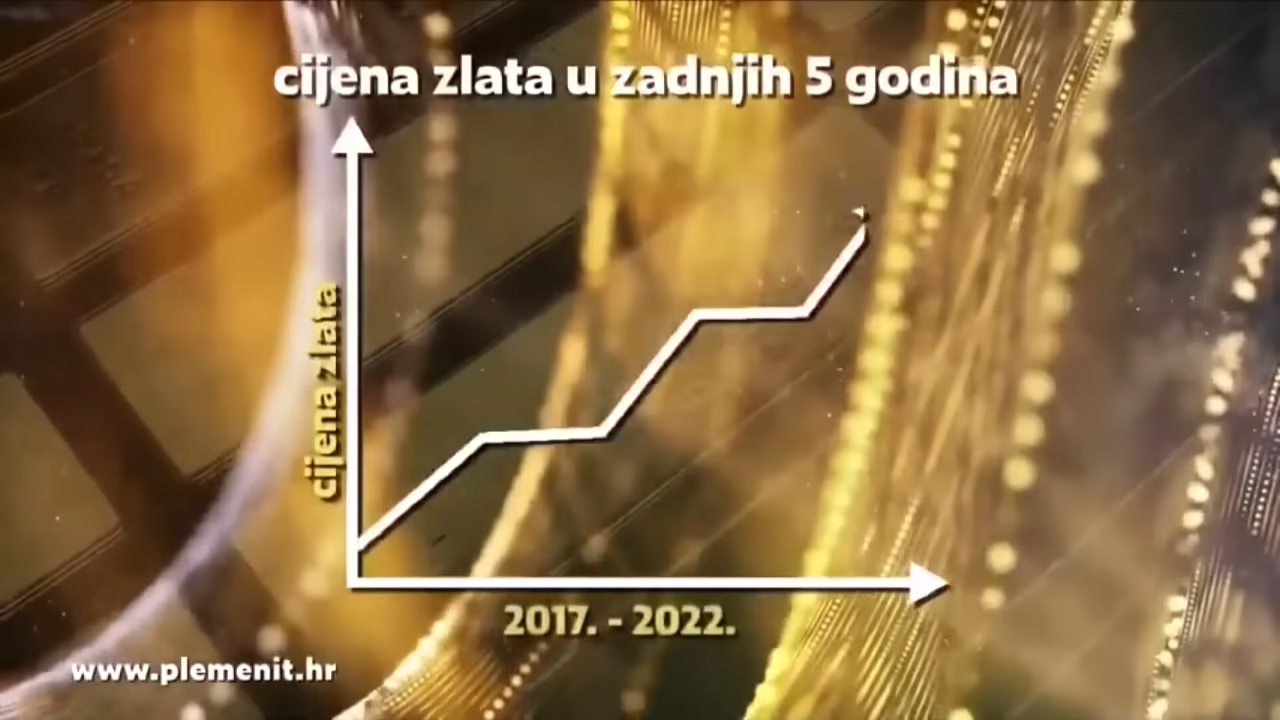 cijena zlata u zadnjih 5 godina
cijena zlata
2017. - 2022.
www.plemenit.hr